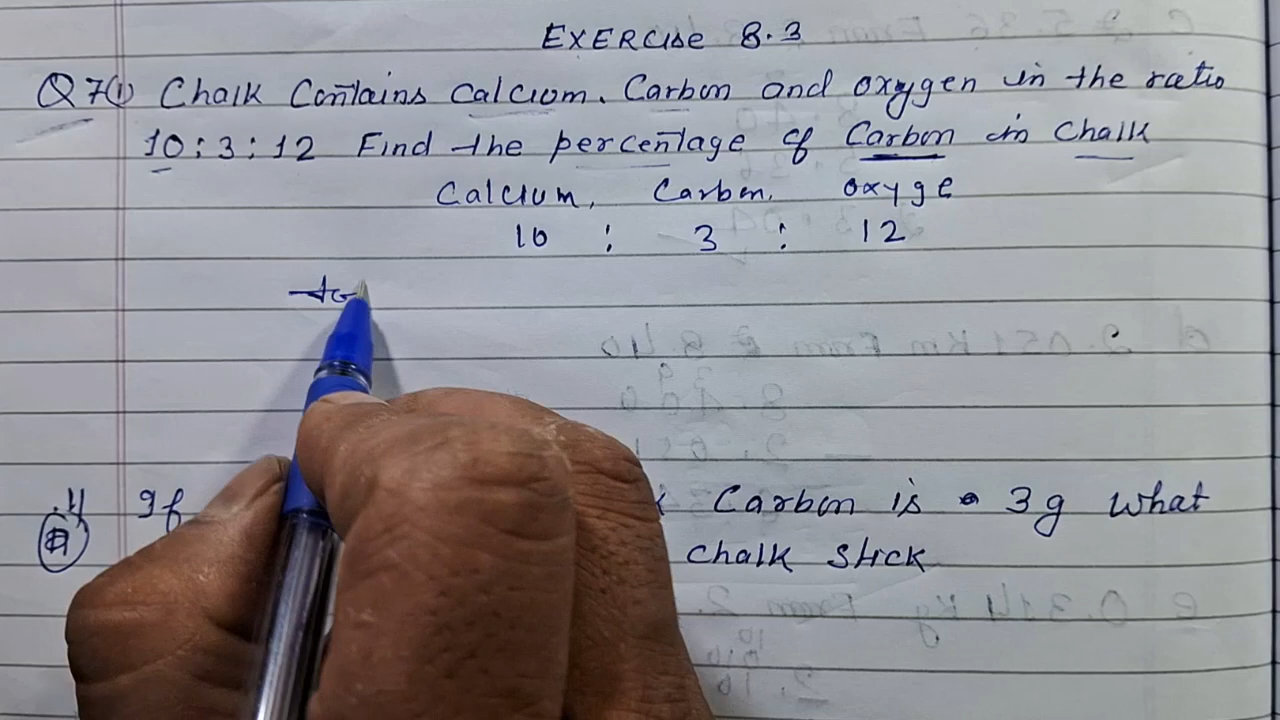 EXERCISE 8.3
Q7(i) Chalk Contains Calcium, Carbon and oxygen in the ratio
10:3:12 Find the percentage of Carbon in Chalk
Calcium, Carbon, oxyge
10 : 3 : 12
to
If Carbon is 3g what
Chalk stick